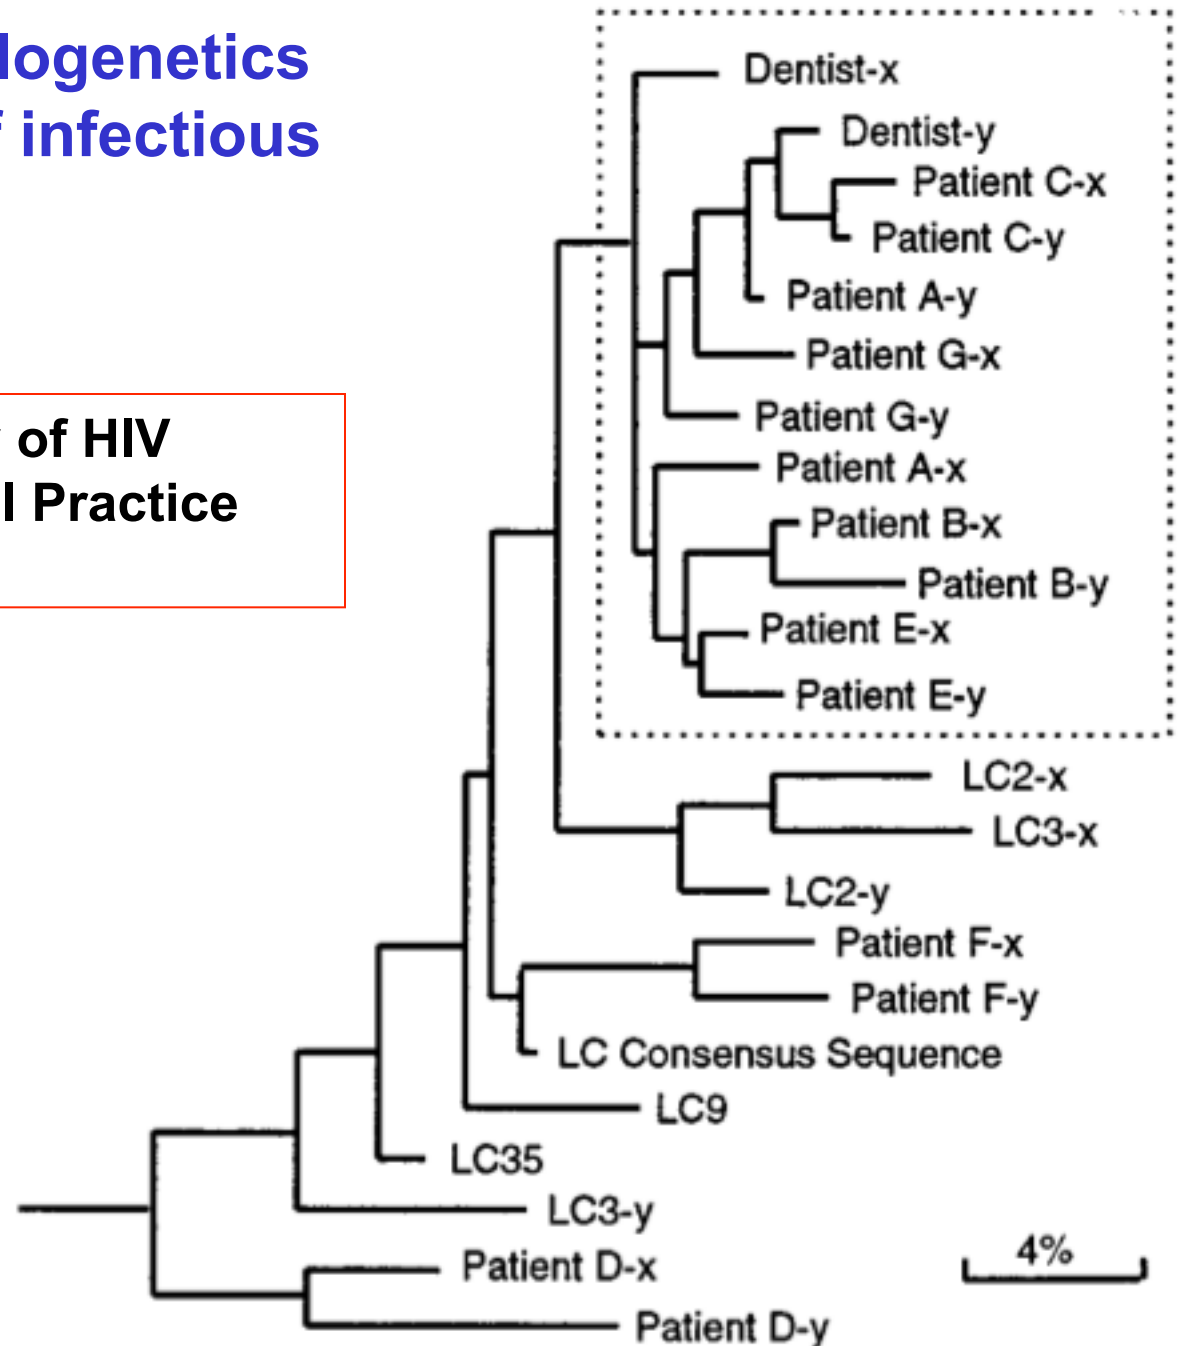 logenetics
f infectious
of HIV
l Practice
Dentist-x
Dentist-y
Patient C-x
Patient C-y
Patient A-y
Patient G-x
Patient G-y
Patient A-x
Patient B-x
Patient B-y
Patient E-x
Patient E-y
LC2-x
LC3-x
LC2-y
Patient F-x
Patient F-y
LC Consensus Sequence
LC9
LC35
LC3-y
4%
Patient D-x
Patient D-y